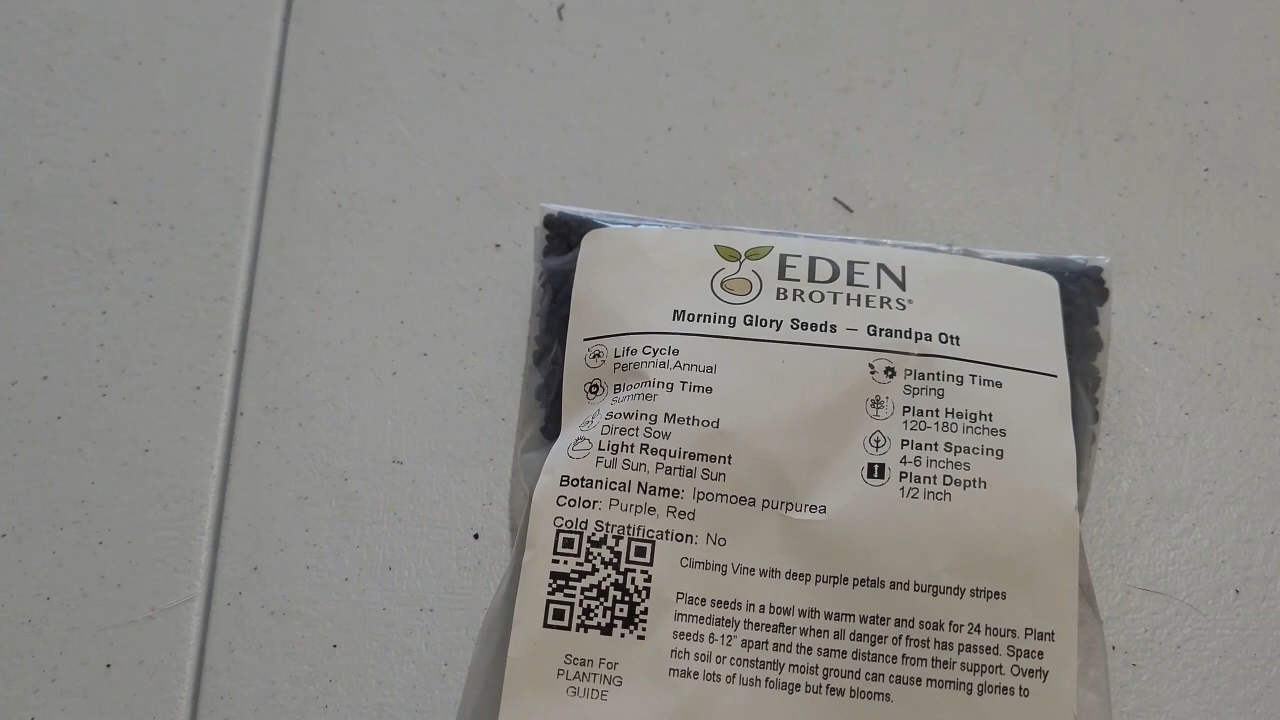 EDEN
BROTHERS®
Morning Glory Seeds — Grandpa Ott
Life Cycle
Perennial,Annual
Blooming Time
Summer
Sowing Method
Direct Sow
Light Requirement
Full Sun, Partial Sun
Planting Time
Spring
Plant Height
120-180 inches
Plant Spacing
4-6 inches
Plant Depth
1/2 inch
Botanical Name: Ipomoea purpurea
Color: Purple, Red
Cold Stratification: No
Climbing Vine with deep purple petals and burgundy stripes
Place seeds in a bowl with warm water and soak for 24 hours. Plant
immediately thereafter when all danger of frost has passed. Space
seeds 6-12" apart and the same distance from their support. Overly
rich soil or constantly moist ground can cause morning glories to
make lots of lush foliage but few blooms.
Scan For
PLANTING
GUIDE